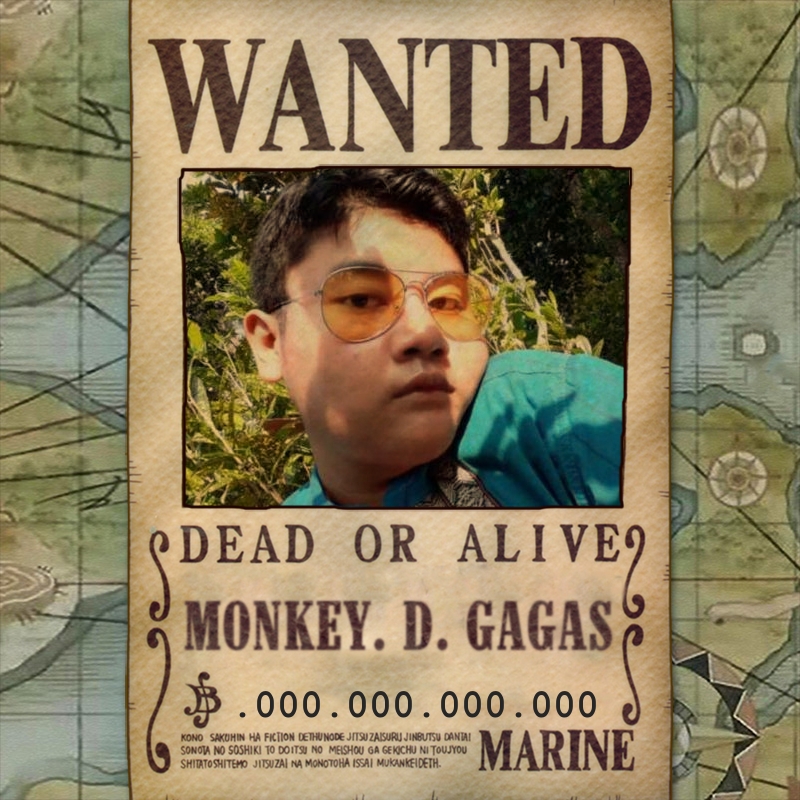 WANTED
DEAD OR ALIVE
MONKEY. D. GAGAS
.000.000.000.000
KONO SAKUHIN HA FICTION DETHUNODE JITSUZAISURU JINBUTSU DANTAI
SONOTA NO SOSHIKI TO DOITSU NO MEISHOU GA GEKICHU NI TOUJYOU
SHITATOSHITEMO JITSUZAI NA MONOTOHA ISSAI MUKANKEIDETH.
MARINE